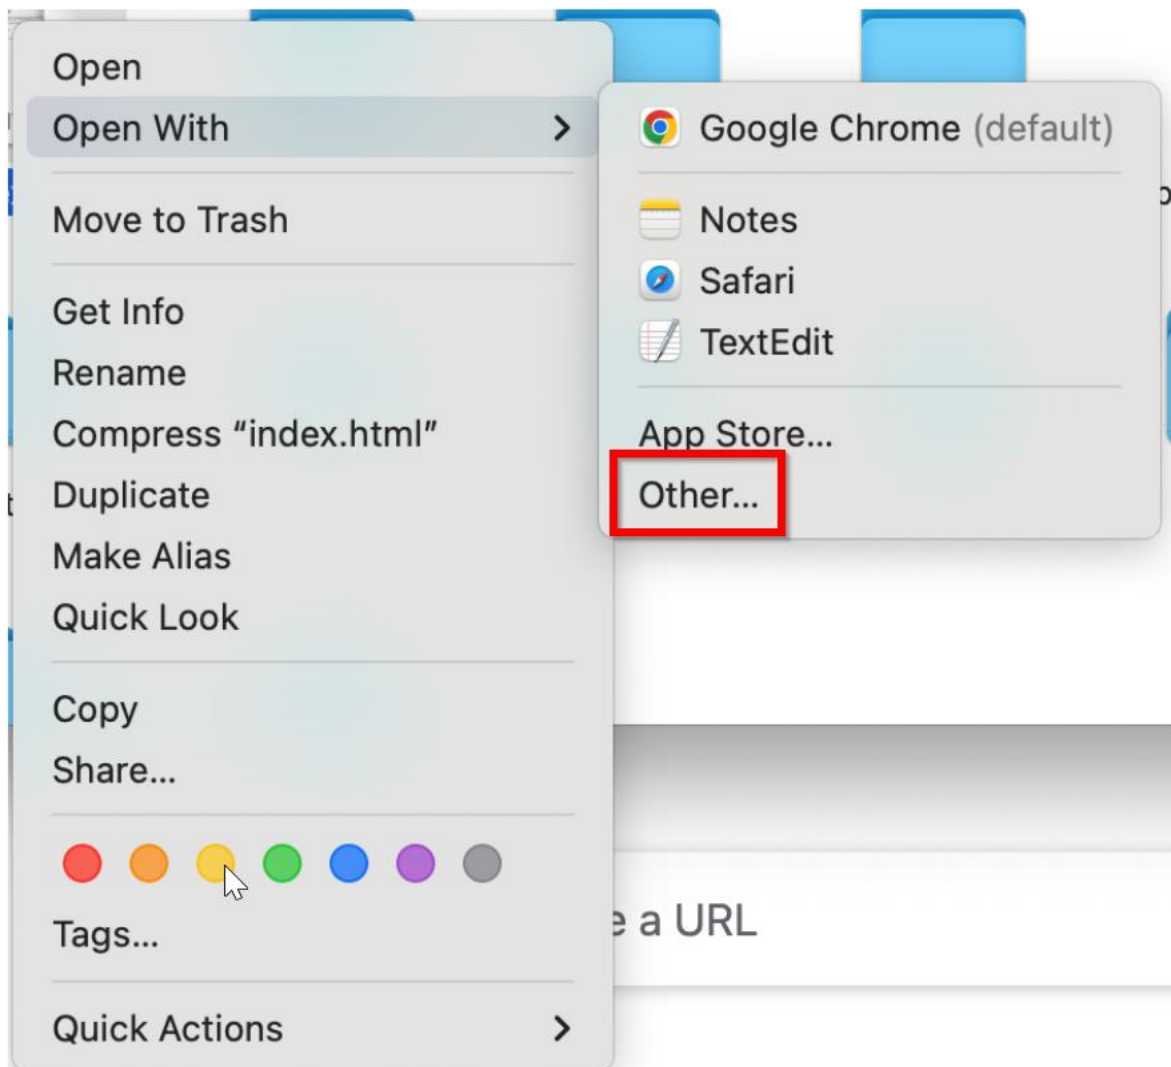 Open
Open With
Move to Trash
Get Info
Rename
Compress “index.html”
Duplicate
Make Alias
Quick Look
Copy
Share...
Tags...
Quick Actions
Google Chrome (default)
Notes
Safari
TextEdit
App Store...
Other...
a URL